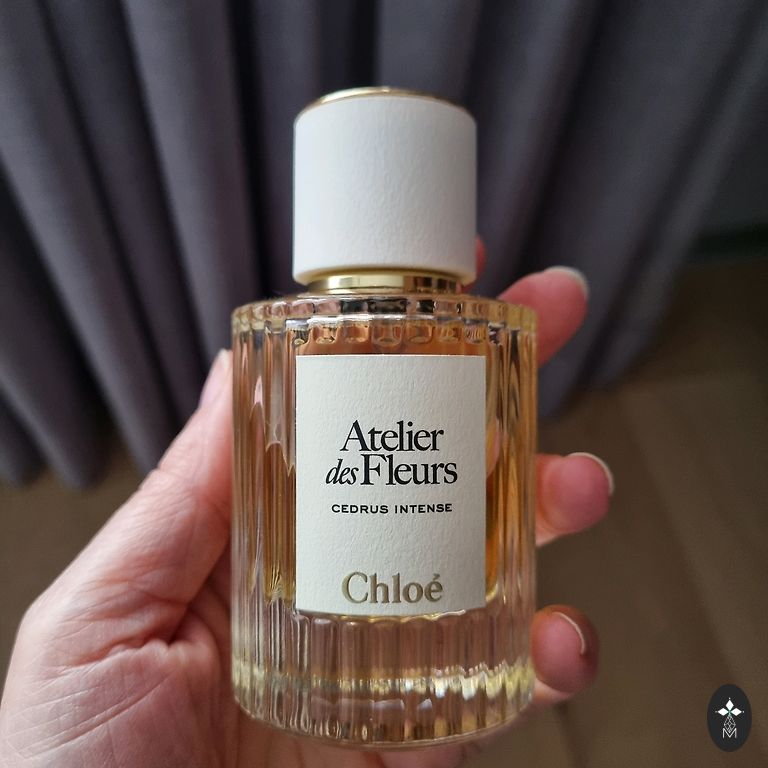 Atelier
des Fleurs
CEDRUS INTENSE
Chloé
M